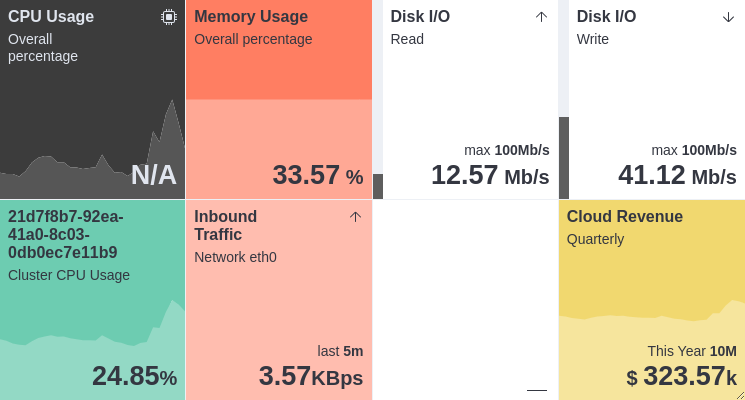 CPU Usage
Overall
percentage
N/A
Memory Usage
Overall percentage
33.57 %
Disk I/O
Read
max 100Mb/s
12.57 Mb/s
Disk I/O
Write
max 100Mb/s
41.12 Mb/s
21d7f8b7-92ea-
41a0-8c03-
0db0ec7e11b9
Cluster CPU Usage
24.85%
Inbound
Traffic
Network eth0
last 5m
3.57KBps
Cloud Revenue
Quarterly
This Year 10M
$ 323.57k